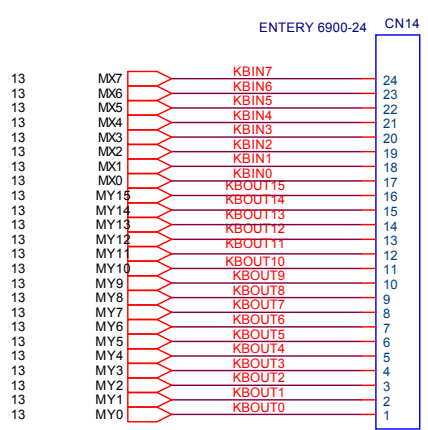 ENTERY 6900-24 CN14
13 MX7 KBIN7 24
13 MX6 KBIN6 23
13 MX5 KBIN5 22
13 MX4 KBIN4 21
13 MX3 KBIN3 20
13 MX2 KBIN2 19
13 MX1 KBIN1 18
13 MX0 KBIN0 17
13 MY15 KBOUT15 16
13 MY14 KBOUT14 15
13 MY13 KBOUT13 14
13 MY12 KBOUT12 13
13 MY11 KBOUT11 12
13 MY10 KBOUT10 11
13 MY9 KBOUT9 10
13 MY8 KBOUT8 9
13 MY7 KBOUT7 8
13 MY6 KBOUT6 7
13 MY5 KBOUT5 6
13 MY4 KBOUT4 5
13 MY3 KBOUT3 4
13 MY2 KBOUT2 3
13 MY1 KBOUT1 2
13 MY0 KBOUT0 1